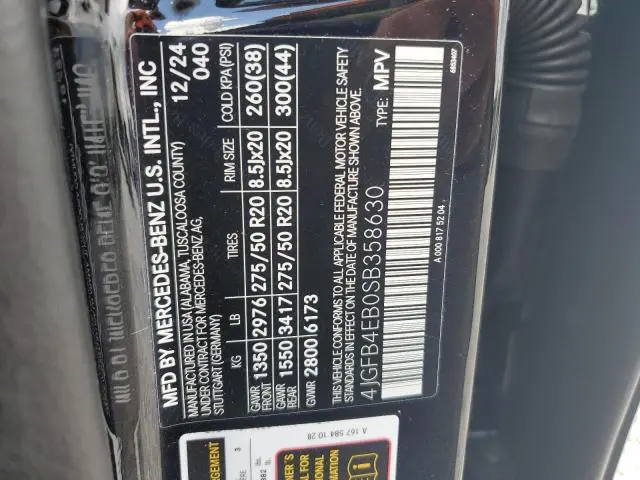 MFD BY MERCEDES-BENZ U.S. INTL., INC
MANUFACTURED IN USA (ALABAMA, TUSCALOOSA COUNTY)
UNDER CONTRACT FOR MERCEDES-BENZ AG,
STUTTGART (GERMANY)
12/24
040
KG LB TIRES RIM SIZE COLD KPA(PSI)
GAWR FRONT 1350 2976 275/50 R20 8.5Jx20 260(38)
GAWR REAR 1550 3417 275/50 R20 8.5Jx20 300(44)
GVWR 2800 6173
THIS VEHICLE CONFORMS TO ALL APPLICABLE FEDERAL MOTOR VEHICLE SAFETY
STANDARDS IN EFFECT ON THE DATE OF MANUFACTURE SHOWN ABOVE.
4JGFB4EB0SB358630 TYPE: MPV
A 000 817 52 04
6853407
A 167 584 10 28
3